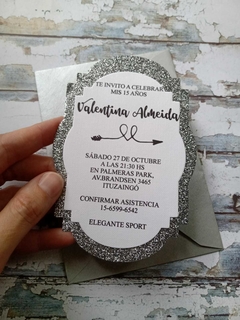 TE INVITO A CELEBRAR
MIS 15 AÑOS
Valentina Almeida
SÁBADO 27 DE OCTUBRE
A LAS 21:30 HS
EN PALMERAS PARK,
AV.BRANDSEN 3465
ITUZAINGÓ
CONFIRMAR ASISTENCIA
15-6599-6542
ELEGANTE SPORT